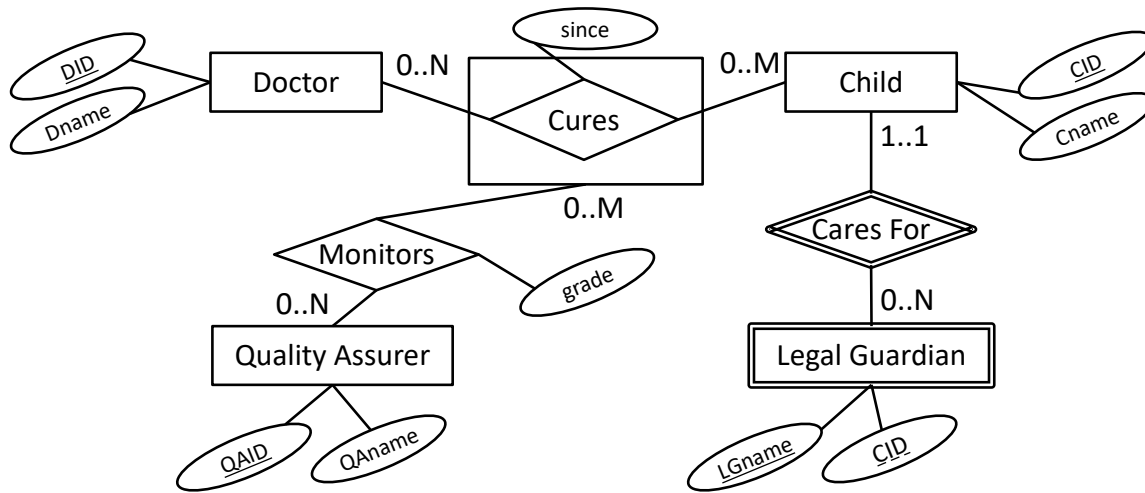 since
DID
Doctor
0..N
0..M
Child
CID
Dname
Cures
Cname
1..1
0..M
Cares For
Monitors
grade
0..N
0..N
Quality Assurer
Legal Guardian
QAID
QAname
LGname
CID